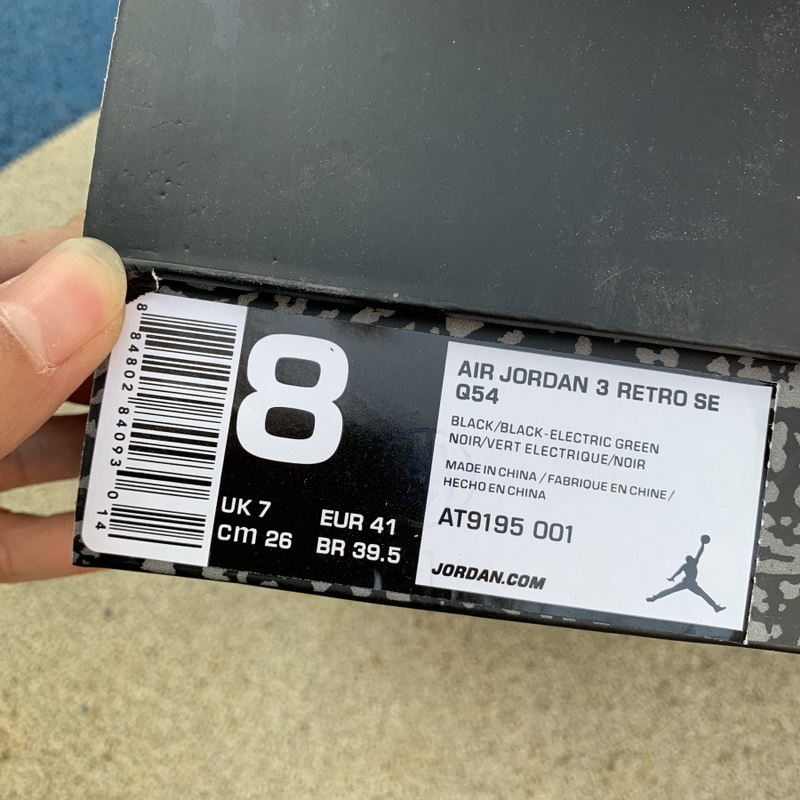 8 84802 84093 0 14
8
UK 7 EUR 41
cm 26 BR 39.5
AIR JORDAN 3 RETRO SE
Q54
BLACK/BLACK-ELECTRIC GREEN
NOIR/VERT ELECTRIQUE/NOIR
MADE IN CHINA / FABRIQUE EN CHINE/
HECHO EN CHINA
AT9195 001
JORDAN.COM